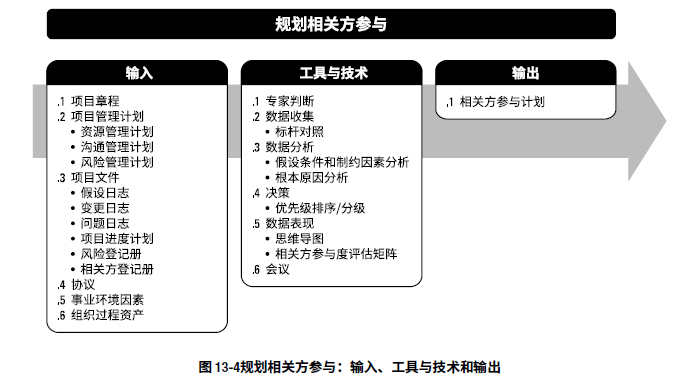 规划相关方参与
输入
.1 项目章程
.2 项目管理计划
• 资源管理计划
• 沟通管理计划
• 风险管理计划
.3 项目文件
• 假设日志
• 变更日志
• 问题日志
• 项目进度计划
• 风险登记册
• 相关方登记册
.4 协议
.5 事业环境因素
.6 组织过程资产
工具与技术
.1 专家判断
.2 数据收集
• 标杆对照
.3 数据分析
• 假设条件和制约因素分析
• 根本原因分析
.4 决策
• 优先级排序/分级
.5 数据表现
• 思维导图
• 相关方参与度评估矩阵
.6 会议
输出
.1 相关方参与计划
图 13-4规划相关方参与：输入、工具与技术和输出